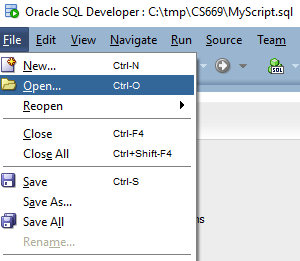 Oracle SQL Developer : C:\tmp\CS669\MyScript.sql
File Edit View Navigate Run Source Team
New... Ctrl-N
Open... Ctrl-O
Reopen
Close Ctrl-F4
Close All Ctrl+Shift-F4
Save Ctrl-S
Save As...
Save All
Rename...
SQL